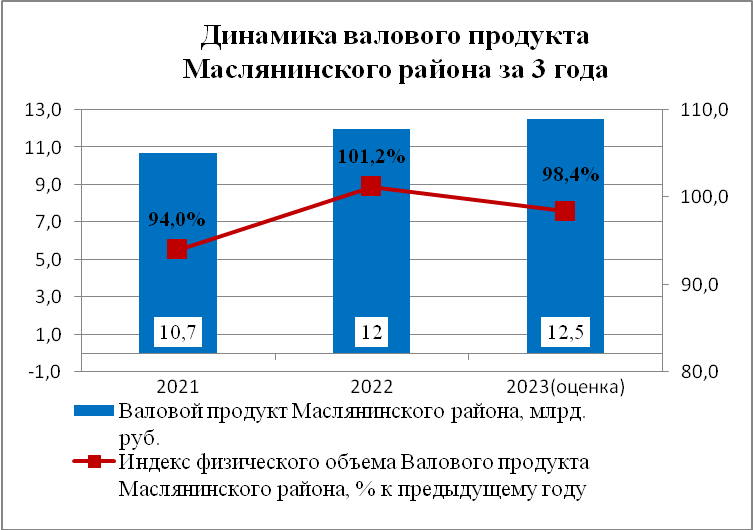 Динамика валового продукта
Маслянинского района за 3 года
13,0
11,0
9,0
7,0
5,0
3,0
1,0
-1,0
110,0
100,0
90,0
80,0
94,0%
101,2%
98,4%
10,7
12
12,5
2021
2022
2023(оценка)
Валовой продукт Маслянинского района, млрд.
руб.
Индекс физического объема Валового продукта
Маслянинского района, % к предыдущему году